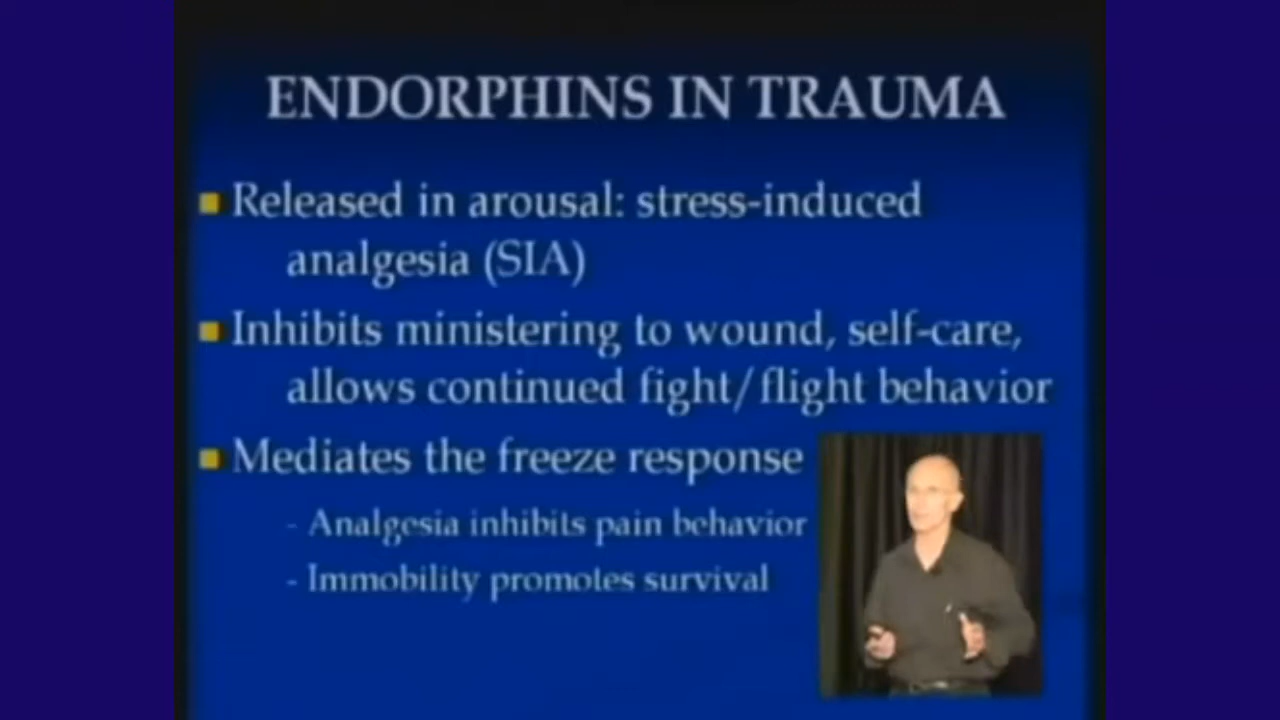 ENDORPHINS IN TRAUMA
Released in arousal: stress-induced
analgesia (SIA)
Inhibits ministering to wound, self-care,
allows continued fight/flight behavior
Mediates the freeze response
- Analgesia inhibits pain behavior
- Immobility promotes survival